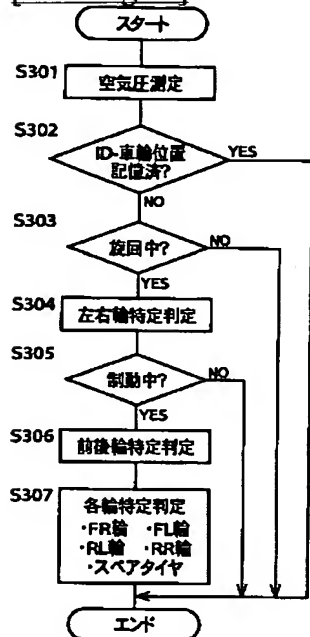 スタート
S301
空気圧測定
S302
ID-車輪位置
記憶済?
YES
NO
S303
旋回中?
NO
YES
S304
左右輪特定判定
S305
制動中?
NO
YES
S306
前後輪特定判定
S307
各輪特定判定
・FR輪 ・FL輪
・RL輪 ・RR輪
・スペアタイヤ
エンド